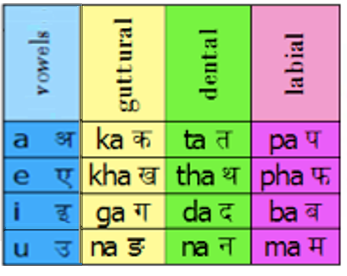 vowels guttural dental labial
a अ ka क ta त pa प
e ए kha ख tha थ pha फ
i इ ga ग da द ba ब
u उ na ङ na न ma म